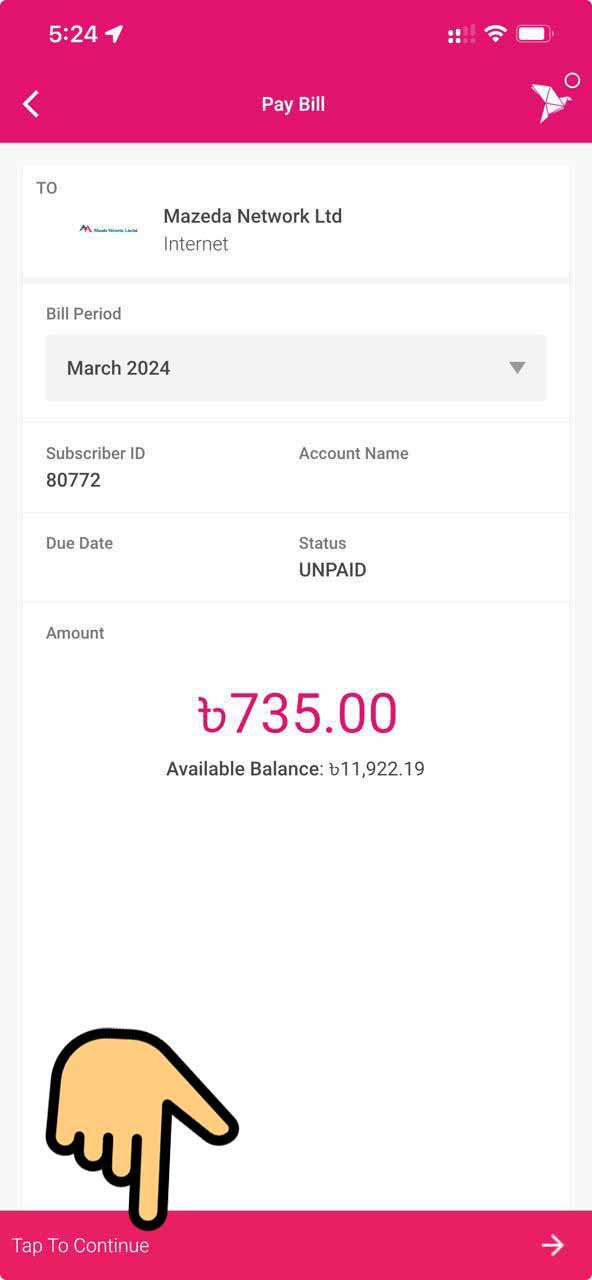 5:24
Pay Bill
TO
Mazeda Network Ltd
Internet
Bill Period
March 2024
Subscriber ID
Account Name
80772
Due Date
Status
UNPAID
Amount
৳735.00
Available Balance: ৳11,922.19
Tap To Continue